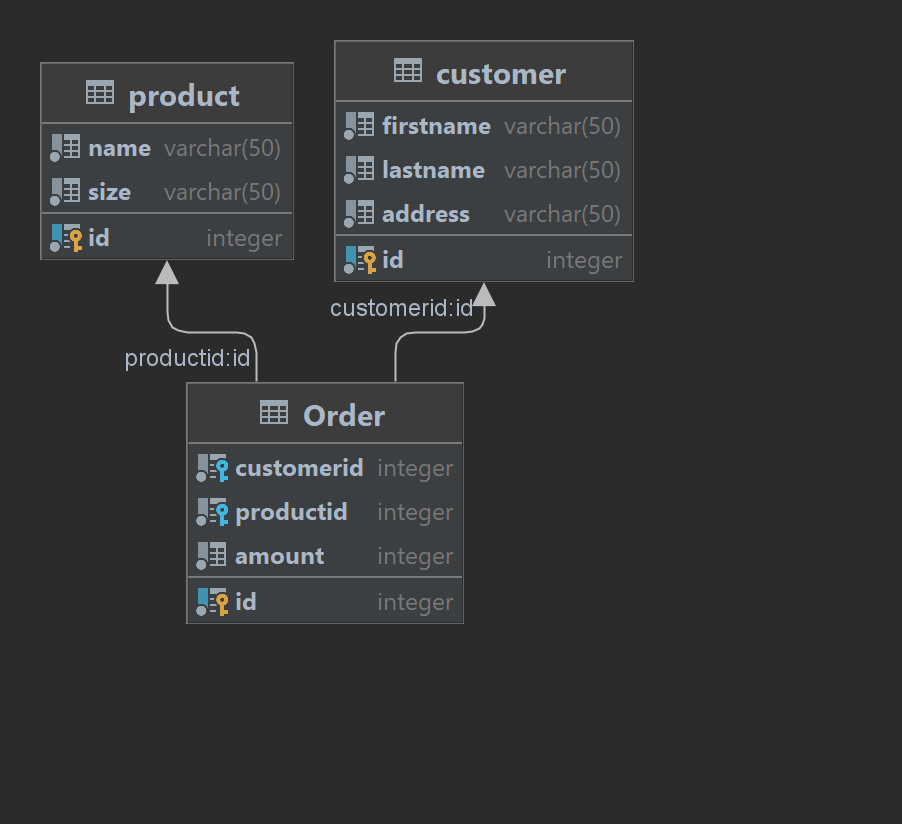 product
name varchar(50)
size varchar(50)
id integer
customer
firstname varchar(50)
lastname varchar(50)
address varchar(50)
id integer
customerid:id
productid:id
Order
customerid integer
productid integer
amount integer
id integer